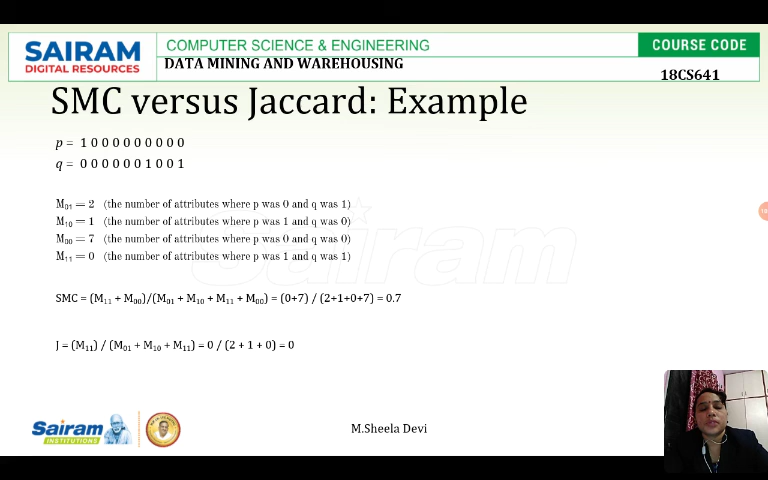 SAIRAM
DIGITAL RESOURCES
COMPUTER SCIENCE & ENGINEERING
COURSE CODE
DATA MINING AND WAREHOUSING
18CS641
SMC versus Jaccard: Example
p = 1 0 0 0 0 0 0 0 0 0
q = 0 0 0 0 0 0 1 0 0 1
M₀₁ = 2 (the number of attributes where p was 0 and q was 1)
M₁₀ = 1 (the number of attributes where p was 1 and q was 0)
M₀₀ = 7 (the number of attributes where p was 0 and q was 0)
M₁₁ = 0 (the number of attributes where p was 1 and q was 1)
Sairam
SMC = (M₁₁ + M₀₀)/(M₀₁ + M₁₀ + M₁₁ + M₀₀) = (0+7) / (2+1+0+7) = 0.7
J = (M₁₁) / (M₀₁ + M₁₀ + M₁₁) = 0 / (2 + 1 + 0) = 0
Sairam
INSTITUTIONS
M.Sheela Devi